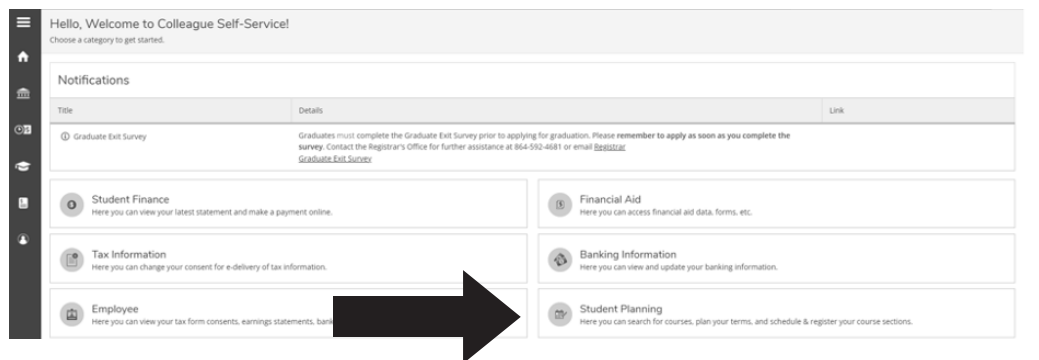 Hello, Welcome to Colleague Self-Service!
Choose a category to get started.
Notifications
Title Details Link
Graduate Exit Survey Graduates must complete the Graduate Exit Survey prior to applying for graduation. Please remember to apply as soon as you complete the
survey. Contact the Registrar's Office for further assistance at 864-592-4681 or email Registrar
Graduate Exit Survey
Student Finance
Here you can view your latest statement and make a payment online.
Financial Aid
Here you can access financial aid data, forms, etc.
Tax Information
Here you can change your consent for e-delivery of tax information.
Banking Information
Here you can view and update your banking information.
Employee
Here you can view your tax form consents, earnings statements,
Student Planning
Here you can search for courses, plan your terms, and schedule & register your course sections.